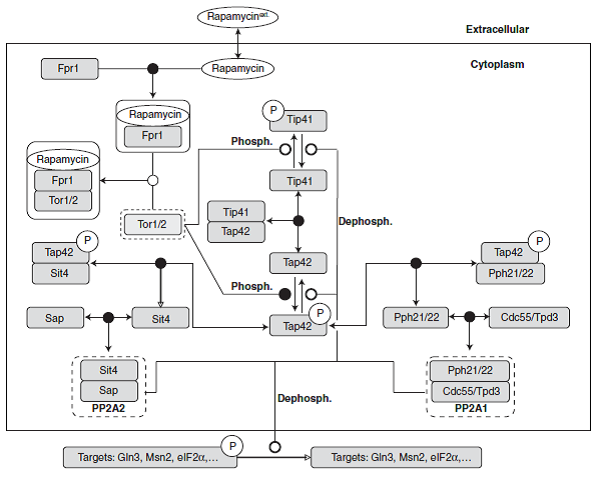 Rapamycin ext.
Extracellular
Cytoplasm
Fpr1
Rapamycin
P
Tip41
Rapamycin
Fpr1
Phosph.
Rapamycin
Fpr1
Tor1/2
Tip41
Tip41
Tap42
Tor1/2
Dephosph.
P
Tap42
Sit4
Tap42
P
Tap42
Pph21/22
Phosph.
P
Tap42
Sap
Sit4
Pph21/22
Cdc55/Tpd3
Sit4
Sap
PP2A2
Pph21/22
Cdc55/Tpd3
PP2A1
Dephosph.
P
Targets: Gln3, Msn2, eIF2α,…
Targets: Gln3, Msn2, eIF2α,…